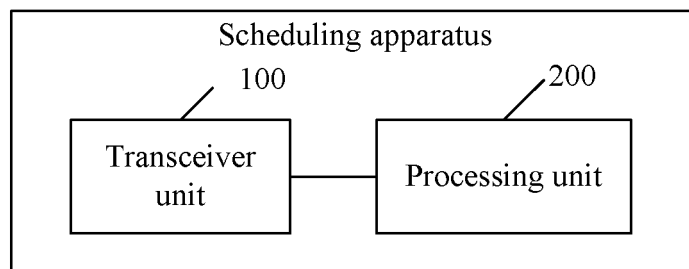 Scheduling apparatus
100
200
Transceiver
unit
Processing unit